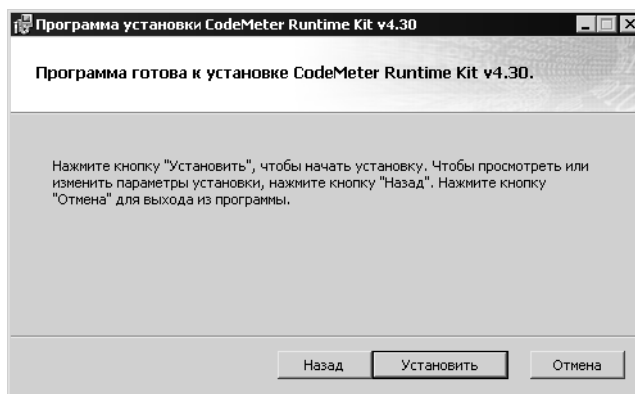 Программа установки CodeMeter Runtime Kit v4.30
Программа готова к установке CodeMeter Runtime Kit v4.30.
Нажмите кнопку "Установить", чтобы начать установку. Чтобы просмотреть или
изменить параметры установки, нажмите кнопку "Назад". Нажмите кнопку
"Отмена" для выхода из программы.
Назад Установить Отмена